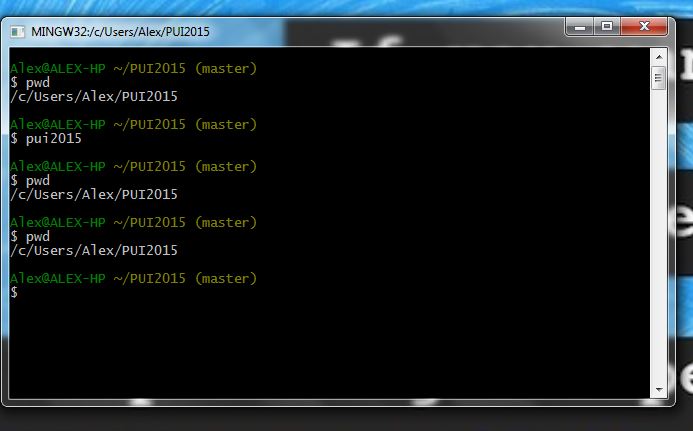 MINGW32:/c/Users/Alex/PUI2015
Alex@ALEX-HP ~/PUI2015 (master)
$ pwd
/c/Users/Alex/PUI2015
Alex@ALEX-HP ~/PUI2015 (master)
$ pui2015
Alex@ALEX-HP ~/PUI2015 (master)
$ pwd
/c/Users/Alex/PUI2015
Alex@ALEX-HP ~/PUI2015 (master)
$ pwd
/c/Users/Alex/PUI2015
Alex@ALEX-HP ~/PUI2015 (master)
$